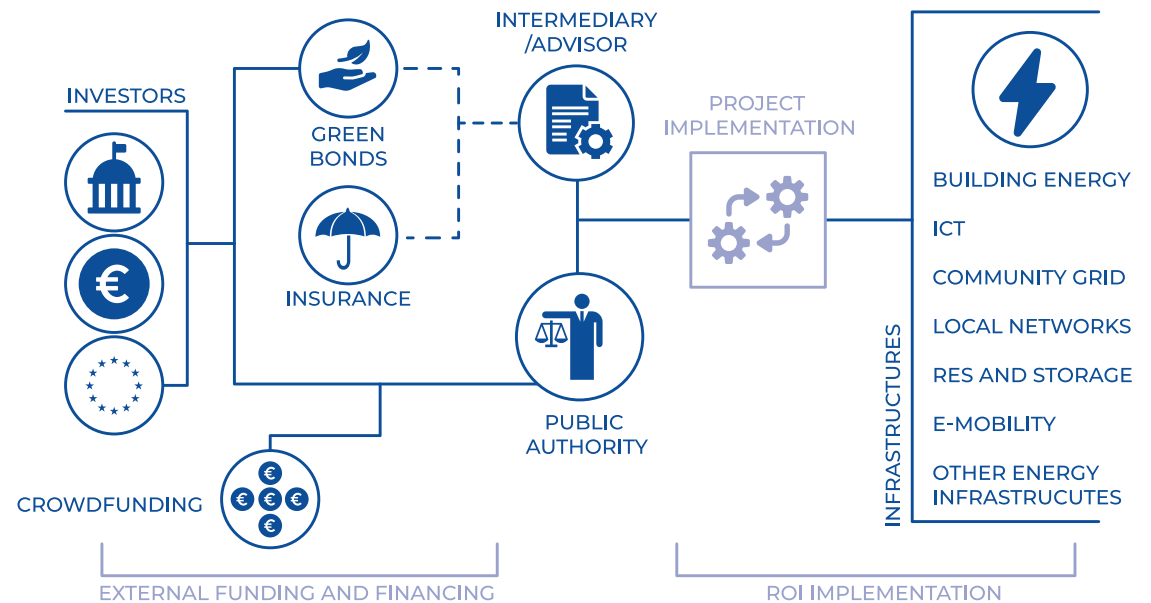 INVESTORS
GREEN
BONDS
INSURANCE
CROWDFUNDING
INTERMEDIARY
/ADVISOR
PUBLIC
AUTHORITY
PROJECT
IMPLEMENTATION
INFRASTRUCTURES
BUILDING ENERGY
ICT
COMMUNITY GRID
LOCAL NETWORKS
RES AND STORAGE
E-MOBILITY
OTHER ENERGY
INFRASTRUCUTES
EXTERNAL FUNDING AND FINANCING
ROI IMPLEMENTATION
€
€
€ € €
€